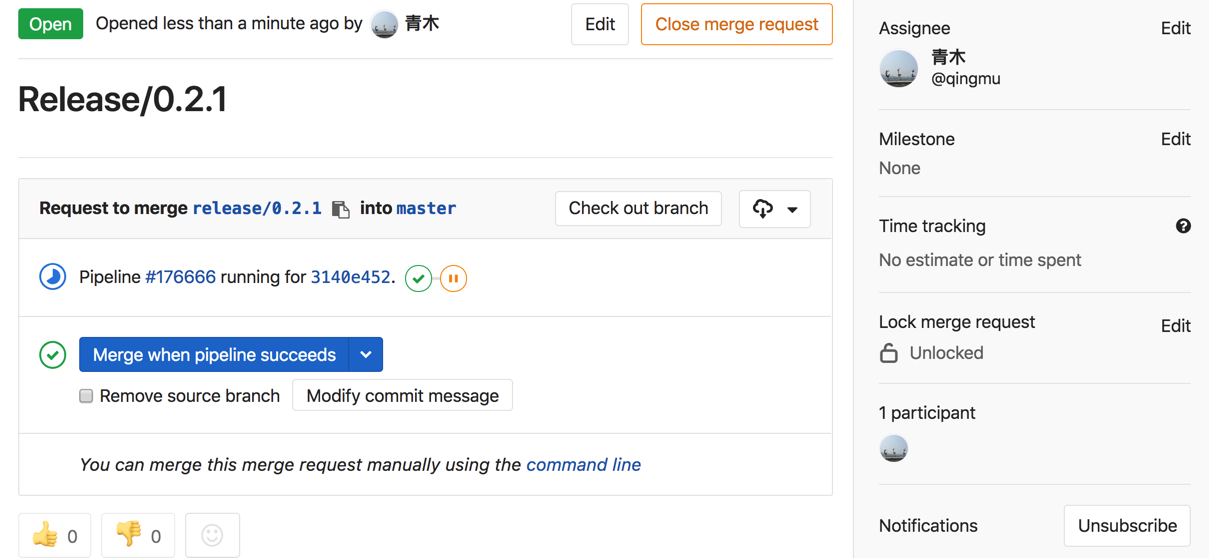 Open Opened less than a minute ago by 青木 Edit Close merge request
Release/0.2.1
Request to merge release/0.2.1 into master Check out branch
Pipeline #176666 running for 3140e452.
Merge when pipeline succeeds
Remove source branch Modify commit message
You can merge this merge request manually using the command line
0 0
Assignee Edit
青木
@qingmu
Milestone Edit
None
Time tracking
No estimate or time spent
Lock merge request Edit
Unlocked
1 participant
Notifications Unsubscribe